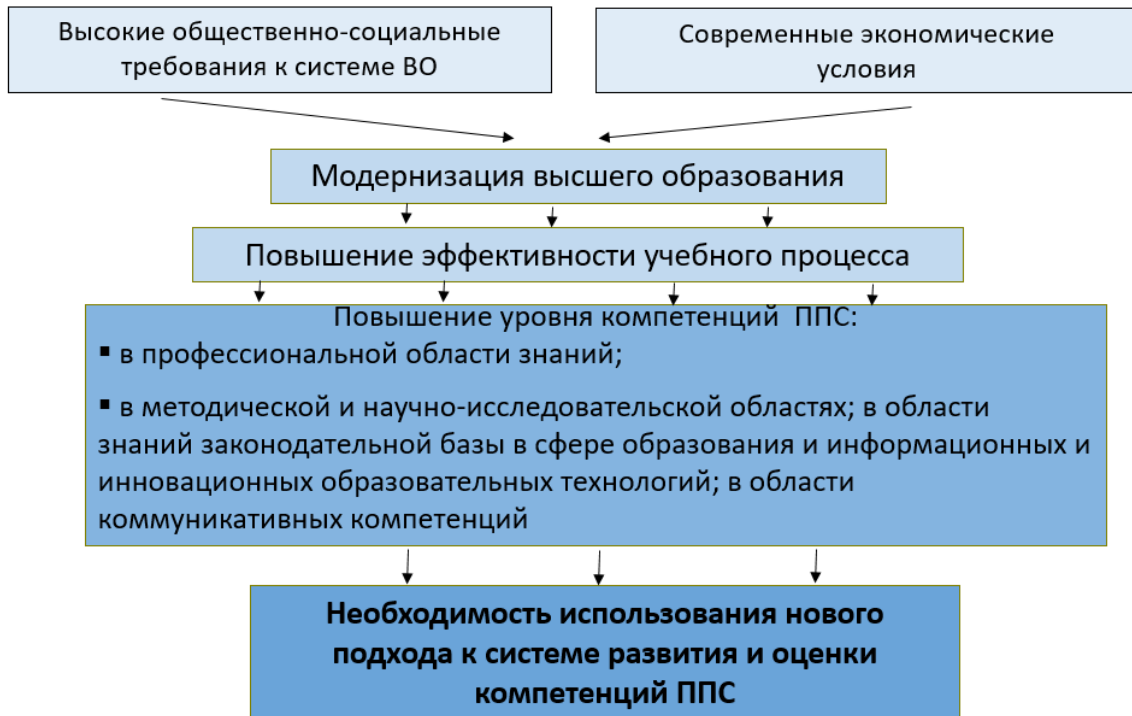 Высокие общественно-социальные
требования к системе ВО
Современные экономические
условия
Модернизация высшего образования
Повышение эффективности учебного процесса
Повышение уровня компетенций  ППС:
▪ в профессиональной области знаний;
▪ в методической и научно-исследовательской областях; в области
знаний законодательной базы в сфере образования и информационных и
инновационных образовательных технологий; в области
коммуникативных компетенций
Необходимость использования нового
подхода к системе развития и оценки
компетенций ППС